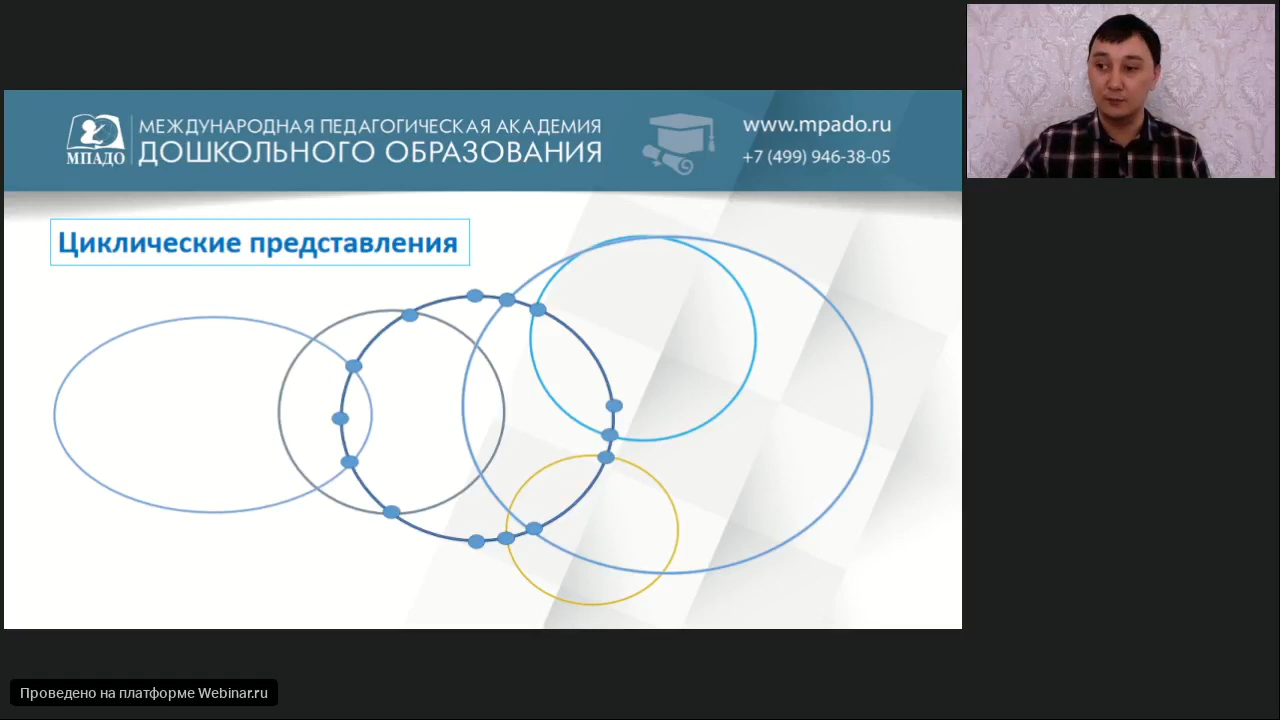 МПАДО
МЕЖДУНАРОДНАЯ ПЕДАГОГИЧЕСКАЯ АКАДЕМИЯ
ДОШКОЛЬНОГО ОБРАЗОВАНИЯ
www.mpado.ru
+7 (499) 946-38-05
Циклические представления
Проведено на платформе Webinar.ru